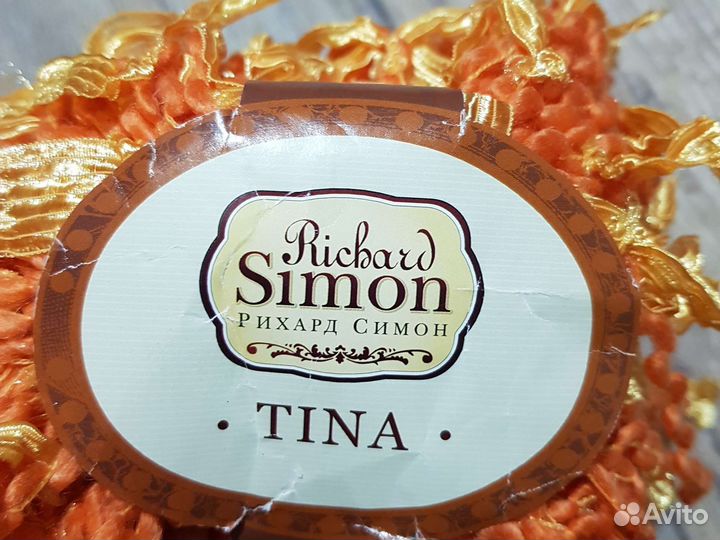 Richard
Simon
Рихард Симон
· TINA ·
Avito